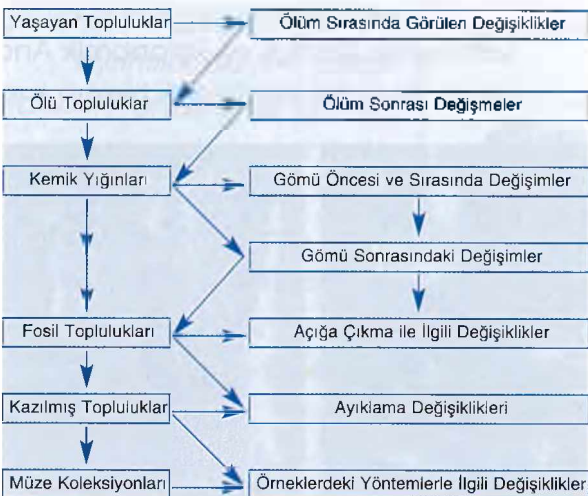 Yaşayan Topluluklar
Ölüm Sırasında Görülen Değişiklikler
Ölü Topluluklar
Ölüm Sonrası Değişmeler
Kemik Yığınları
Gömü Öncesi ve Sırasında Değişimler
Gömü Sonrasındaki Değişimler
Fosil Toplulukları
Açığa Çıkma ile İlgili Değişiklikler
Kazılmış Topluluklar
Ayıklama Değişiklikleri
Müze Koleksiyonları
Örneklerdeki Yöntemlerle İlgili Değişiklikler